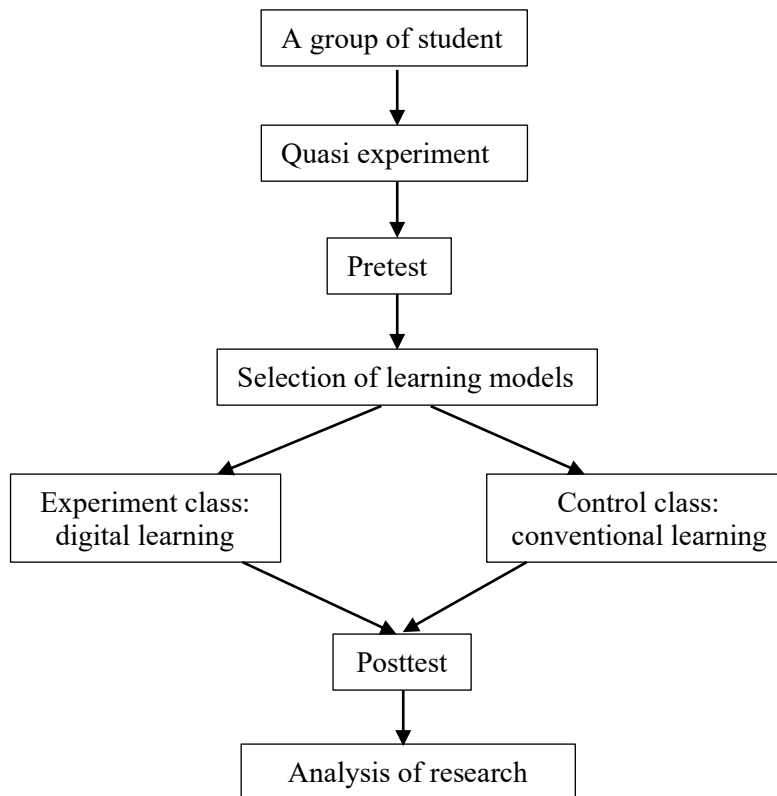 A group of student
Quasi experiment
Pretest
Selection of learning models
Experiment class:
digital learning
Control class:
conventional learning
Posttest
Analysis of research